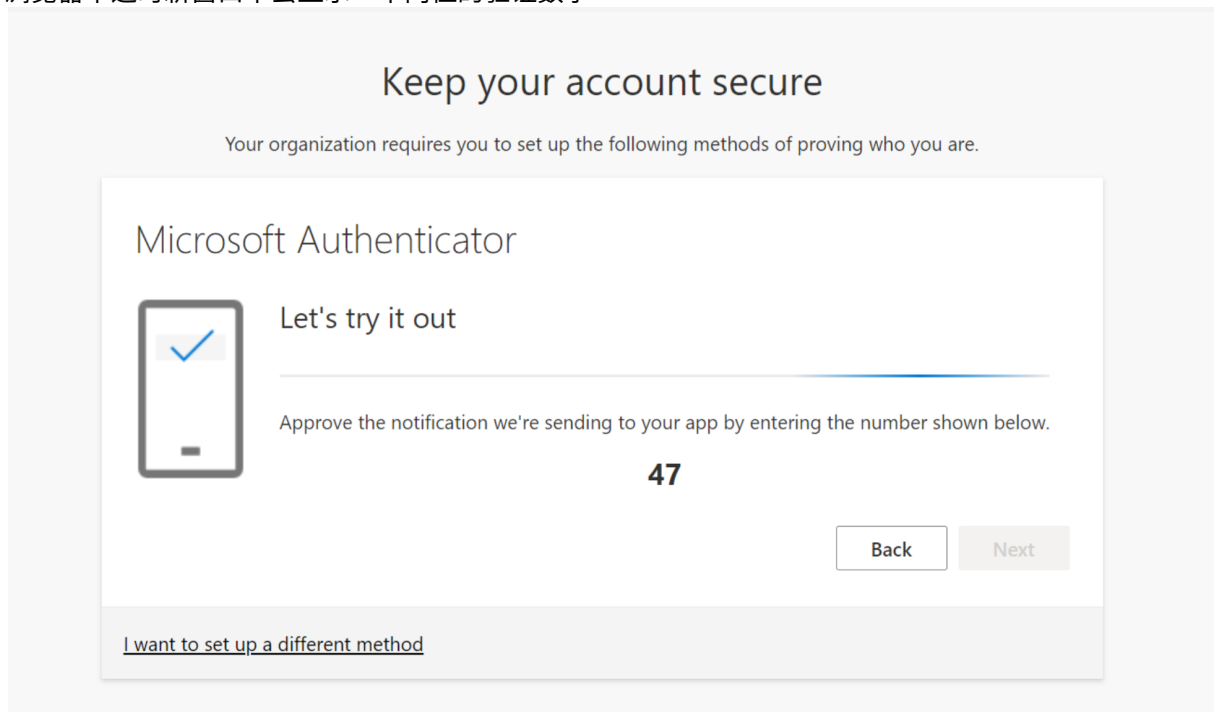 Keep your account secure
Your organization requires you to set up the following methods of proving who you are.
Microsoft Authenticator
Let's try it out
Approve the notification we're sending to your app by entering the number shown below.
47
Back
Next
I want to set up a different method